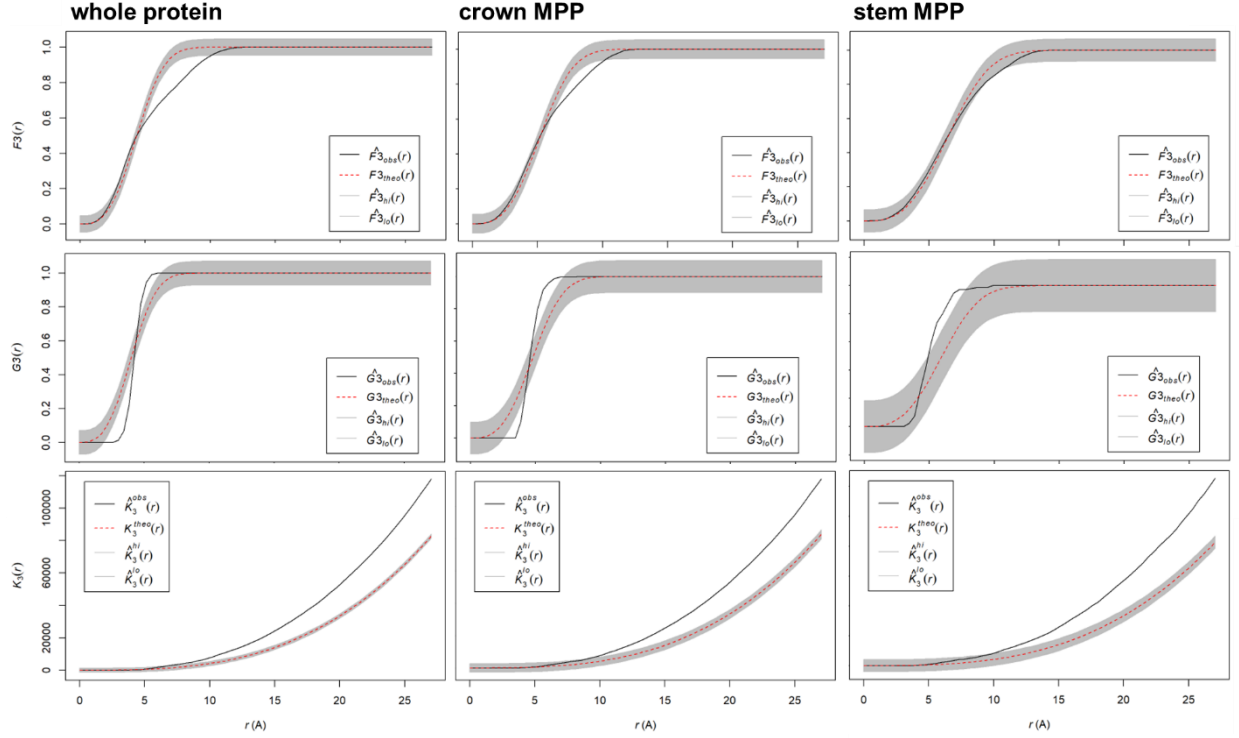 whole protein crown MPP stem MPP
F3(r)
1.0
0.8
0.6
0.4
0.2
0.0
F̂3obs(r)
F3theo(r)
F̂3hi(r)
F̂3lo(r)
F̂3obs(r)
F3theo(r)
F̂3hi(r)
F̂3lo(r)
F̂3obs(r)
F3theo(r)
F̂3hi(r)
F̂3lo(r)
G3(r)
1.0
0.8
0.6
0.4
0.2
0.0
Ĝ3obs(r)
G3theo(r)
Ĝ3hi(r)
Ĝ3lo(r)
Ĝ3obs(r)
G3theo(r)
Ĝ3hi(r)
Ĝ3lo(r)
Ĝ3obs(r)
G3theo(r)
Ĝ3hi(r)
Ĝ3lo(r)
K3(r)
100000
60000
20000
0
K̂3obs(r)
K3theo(r)
K̂3hi(r)
K̂3lo(r)
K̂3obs(r)
K3theo(r)
K̂3hi(r)
K̂3lo(r)
K̂3obs(r)
K3theo(r)
K̂3hi(r)
K̂3lo(r)
0 5 10 15 20 25 0 5 10 15 20 25 0 5 10 15 20 25
r (A) r (A) r (A)